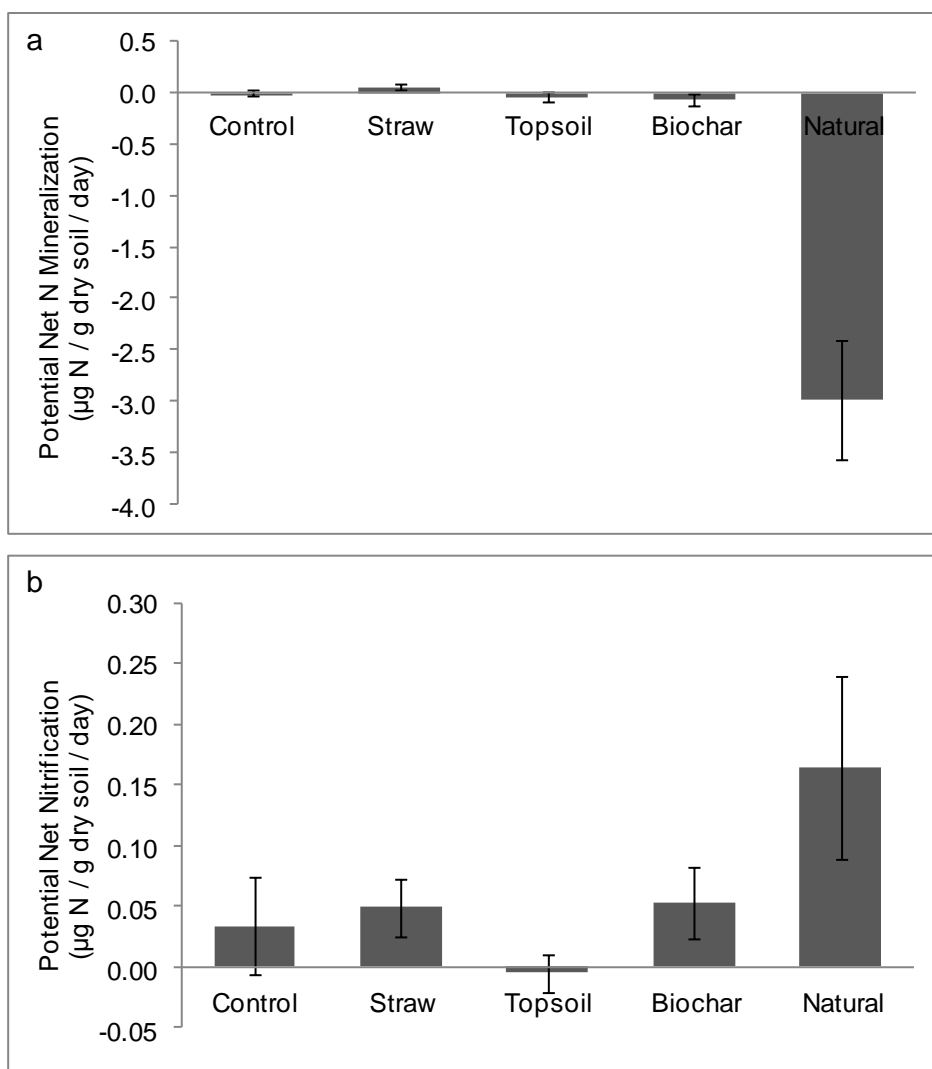 a
Potential Net N Mineralization
(µg N / g dry soil / day)
0.5
0.0
-0.5
-1.0
-1.5
-2.0
-2.5
-3.0
-3.5
-4.0
Control Straw Topsoil Biochar Natural
b
Potential Net Nitrification
(µg N / g dry soil / day)
0.30
0.25
0.20
0.15
0.10
0.05
0.00
-0.05
Control Straw Topsoil Biochar Natural